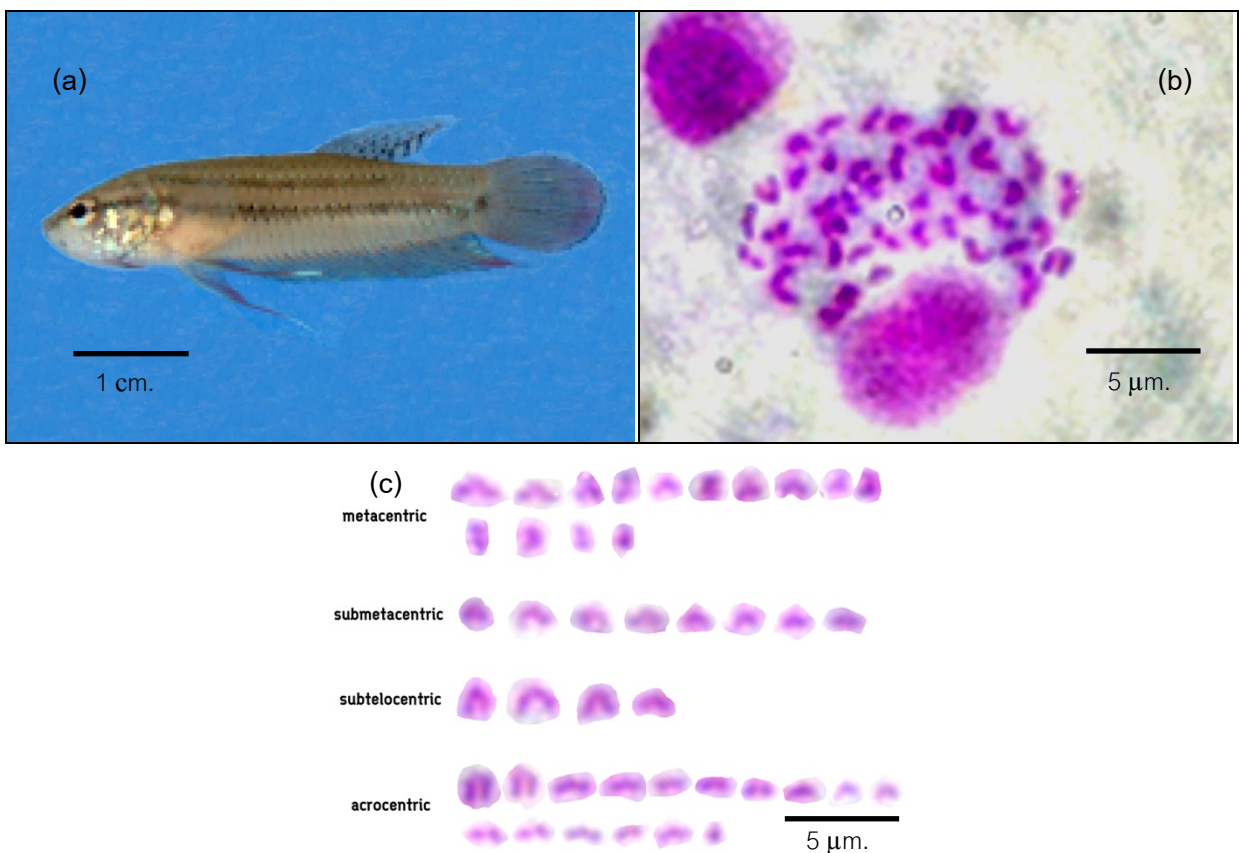 (a)
1 cm.
(b)
5 μm.
(c)
metacentric
submetacentric
subtelocentric
acrocentric
5 μm.